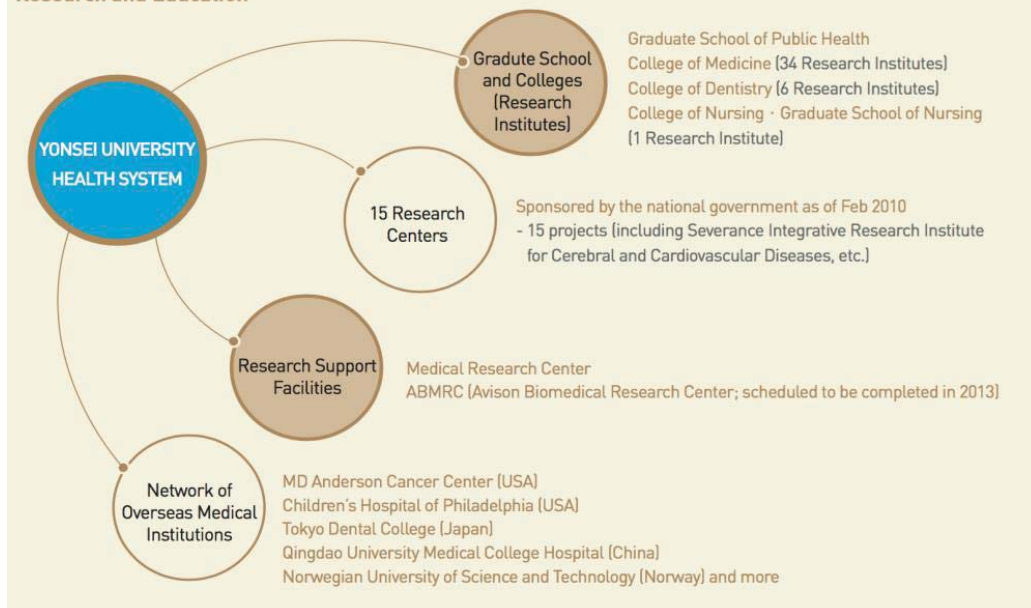 YONSEI UNIVERSITY
HEALTH SYSTEM
Gradute School
and Colleges
(Research
Institutes)
Graduate School of Public Health
College of Medicine (34 Research Institutes)
College of Dentistry (6 Research Institutes)
College of Nursing · Graduate School of Nursing
(1 Research Institute)
15 Research
Centers
Sponsored by the national government as of Feb 2010
- 15 projects (including Severance Integrative Research Institute
for Cerebral and Cardiovascular Diseases, etc.)
Research Support
Facilities
Medical Research Center
ABMRC (Avison Biomedical Research Center; scheduled to be completed in 2013)
Network of
Overseas Medical
Institutions
MD Anderson Cancer Center (USA)
Children's Hospital of Philadelphia (USA)
Tokyo Dental College (Japan)
Qingdao University Medical College Hospital (China)
Norwegian University of Science and Technology (Norway) and more